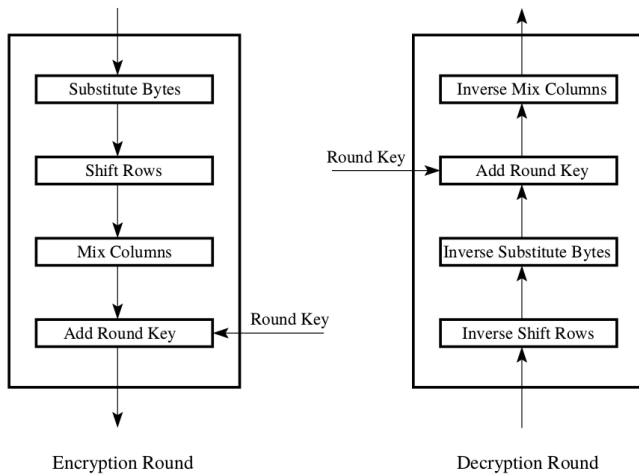 Substitute Bytes
Shift Rows
Mix Columns
Add Round Key
Round Key
Encryption Round
Inverse Mix Columns
Round Key
Add Round Key
Inverse Substitute Bytes
Inverse Shift Rows
Decryption Round